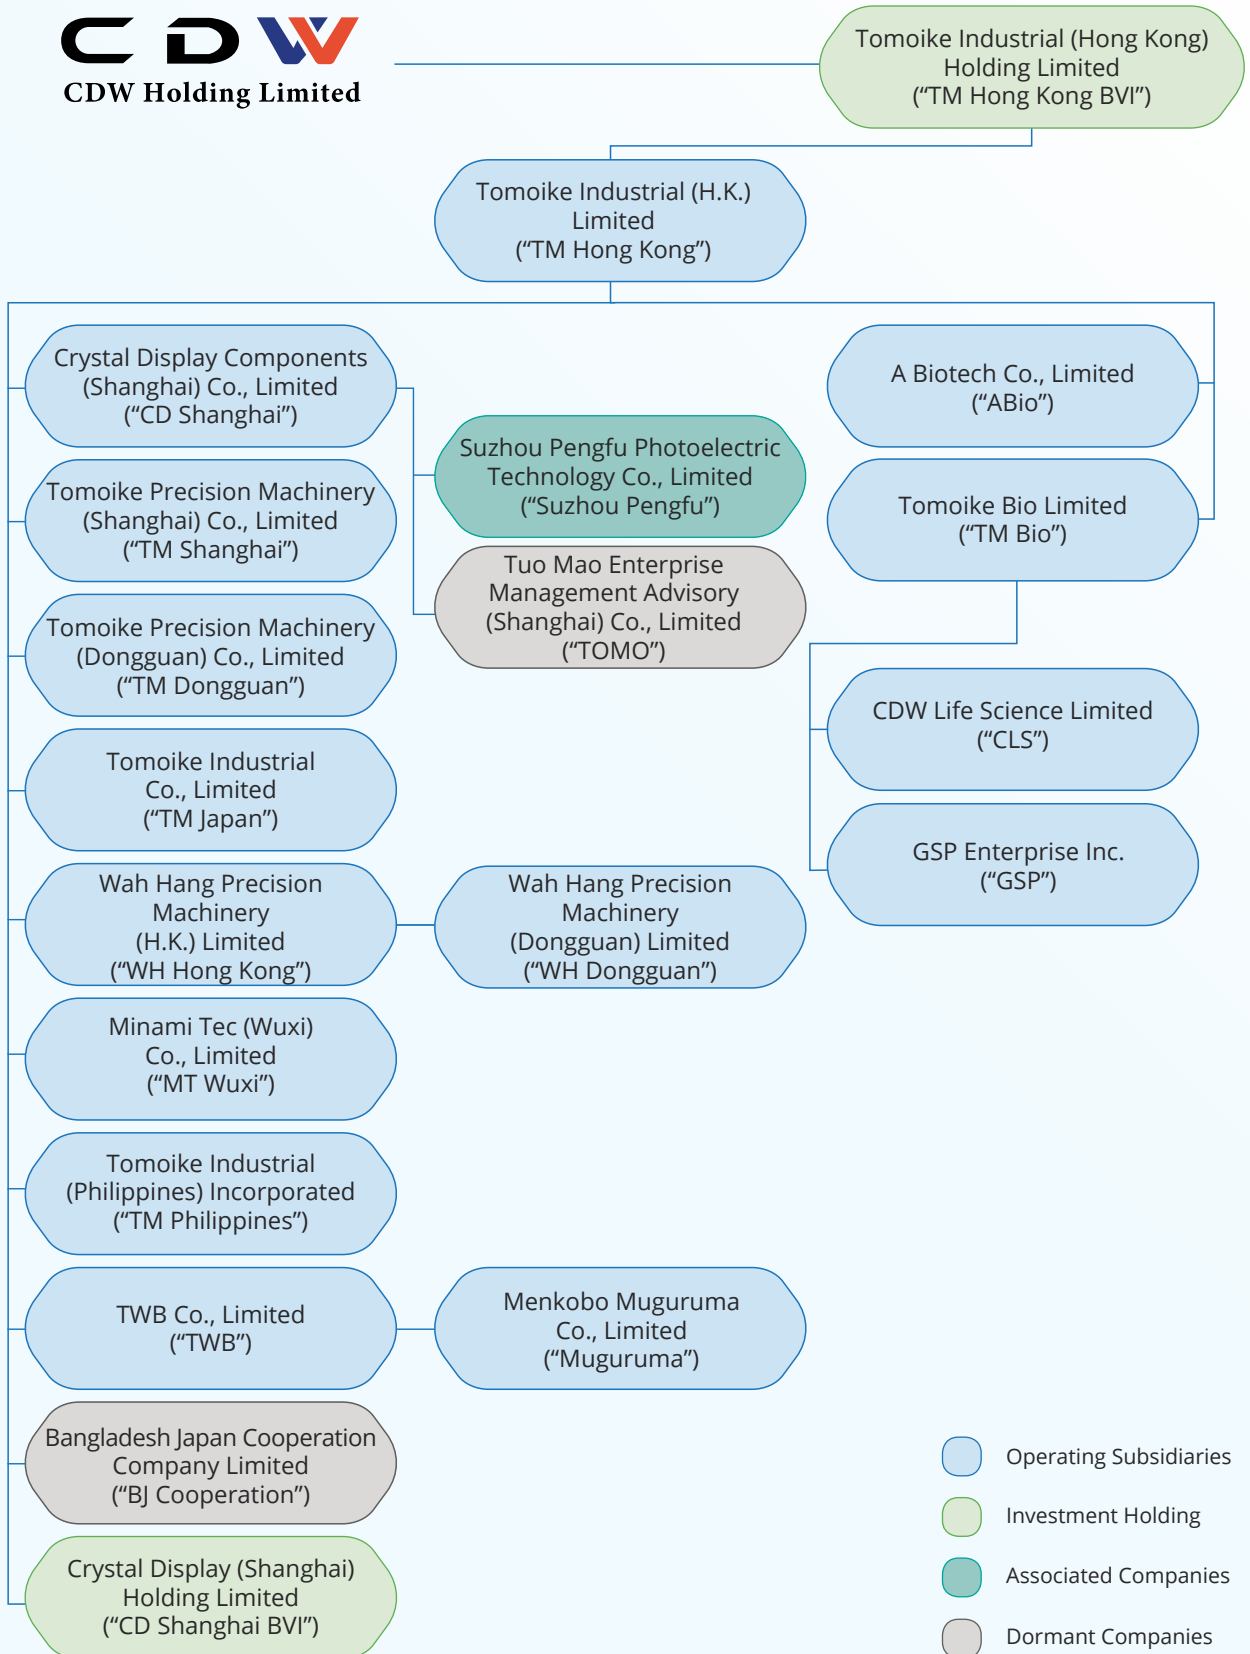 CDW
CDW Holding Limited
Tomoike Industrial (Hong Kong)
Holding Limited
(“TM Hong Kong BVI”)
Tomoike Industrial (H.K.)
Limited
(“TM Hong Kong”)
Crystal Display Components
(Shanghai) Co., Limited
(“CD Shanghai”)
Tomoike Precision Machinery
(Shanghai) Co., Limited
(“TM Shanghai”)
Tomoike Precision Machinery
(Dongguan) Co., Limited
(“TM Dongguan”)
Tomoike Industrial
Co., Limited
(“TM Japan”)
Wah Hang Precision
Machinery
(H.K.) Limited
(“WH Hong Kong”)
Minami Tec (Wuxi)
Co., Limited
(“MT Wuxi”)
Tomoike Industrial
(Philippines) Incorporated
(“TM Philippines”)
TWB Co., Limited
(“TWB”)
Bangladesh Japan Cooperation
Company Limited
(“BJ Cooperation”)
Crystal Display (Shanghai)
Holding Limited
(“CD Shanghai BVI”)
Suzhou Pengfu Photoelectric
Technology Co., Limited
(“Suzhou Pengfu”)
Tuo Mao Enterprise
Management Advisory
(Shanghai) Co., Limited
(“TOMO”)
Wah Hang Precision
Machinery
(Dongguan) Limited
(“WH Dongguan”)
Menkobo Muguruma
Co., Limited
(“Muguruma”)
A Biotech Co., Limited
(“ABio”)
Tomoike Bio Limited
(“TM Bio”)
CDW Life Science Limited
(“CLS”)
GSP Enterprise Inc.
(“GSP”)
Operating Subsidiaries
Investment Holding
Associated Companies
Dormant Companies